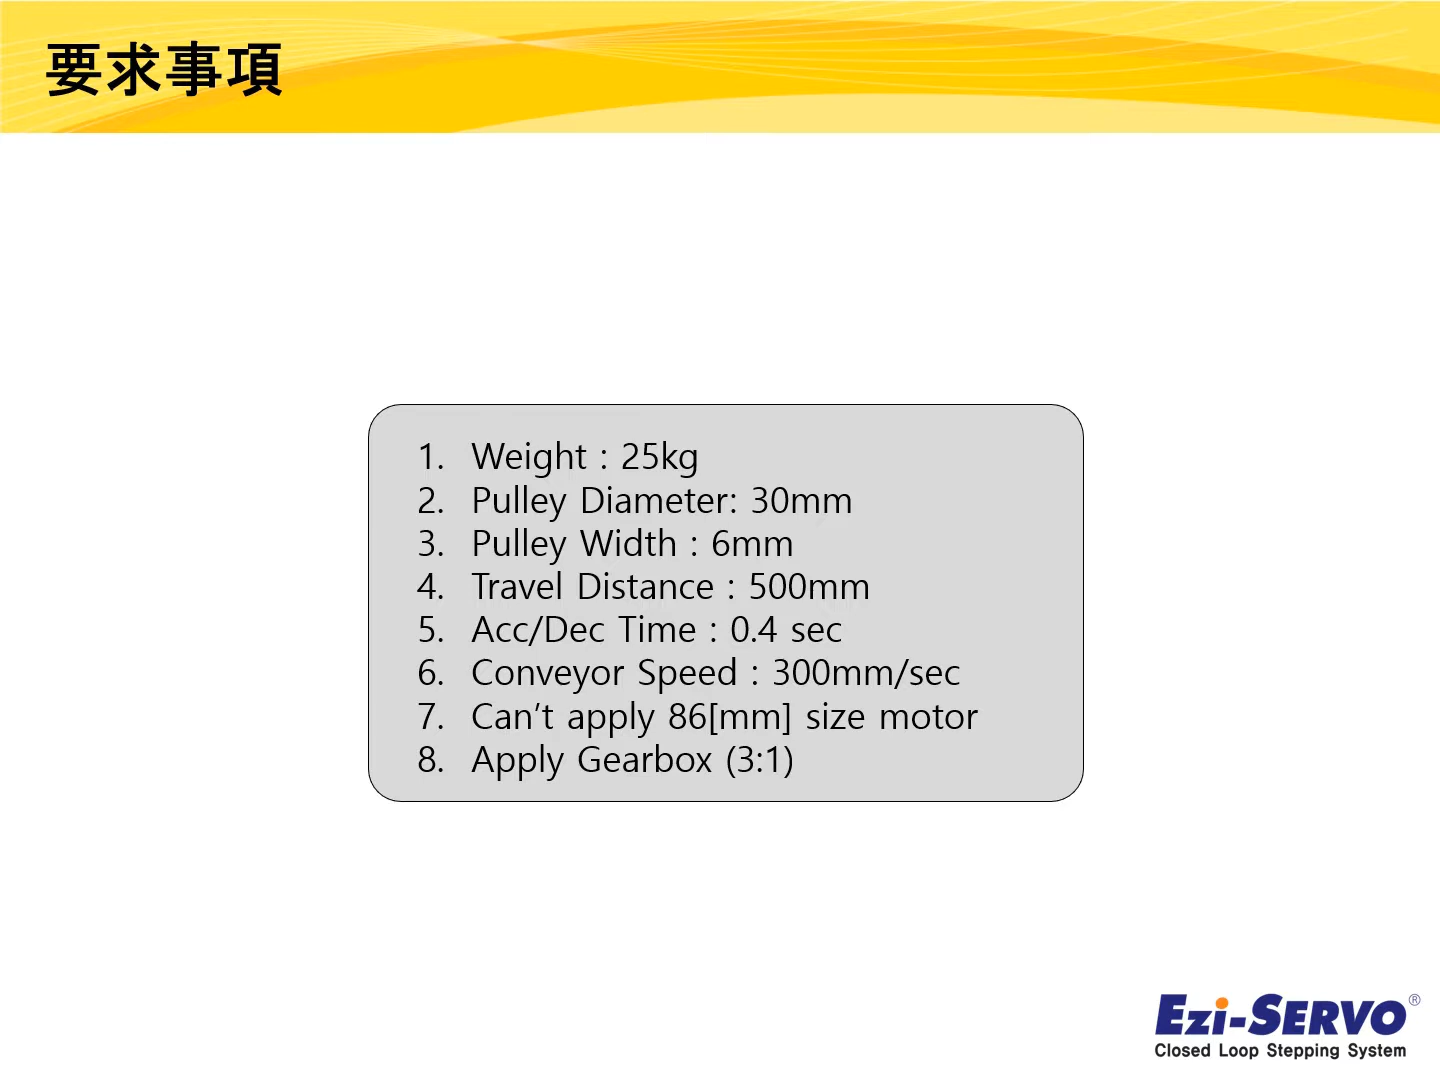 要求事項
1. Weight : 25kg
2. Pulley Diameter: 30mm
3. Pulley Width : 6mm
4. Travel Distance : 500mm
5. Acc/Dec Time : 0.4 sec
6. Conveyor Speed : 300mm/sec
7. Can’t apply 86[mm] size motor
8. Apply Gearbox (3:1)
Ezi-SERVO®
Closed Loop Stepping System